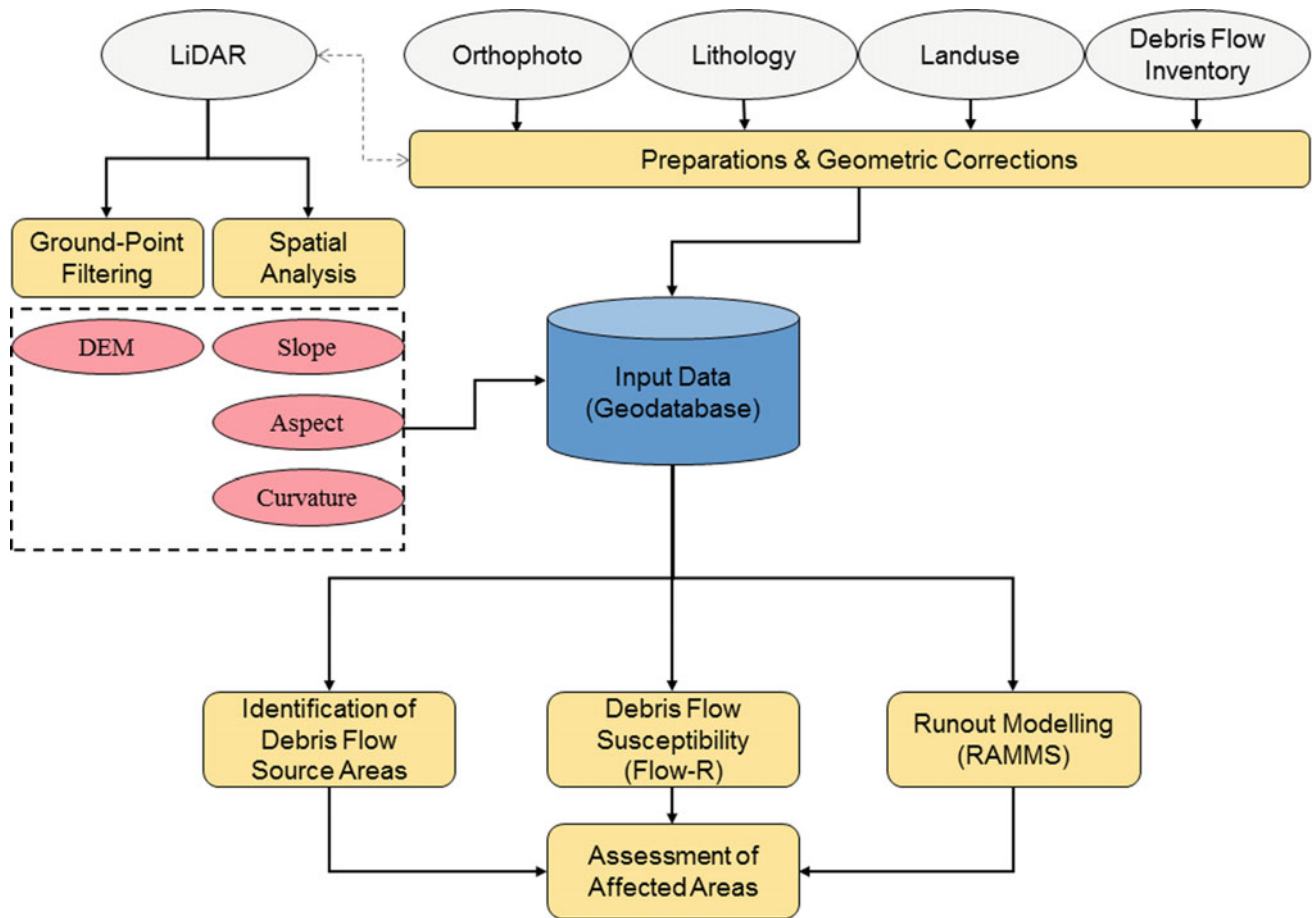 LiDAR
Orthophoto
Lithology
Landuse
Debris Flow
Inventory
Preparations & Geometric Corrections
Ground-Point
Filtering
Spatial
Analysis
DEM
Slope
Aspect
Curvature
Input Data
(Geodatabase)
Identification of
Debris Flow
Source Areas
Debris Flow
Susceptibility
(Flow-R)
Runout Modelling
(RAMMS)
Assessment of
Affected Areas